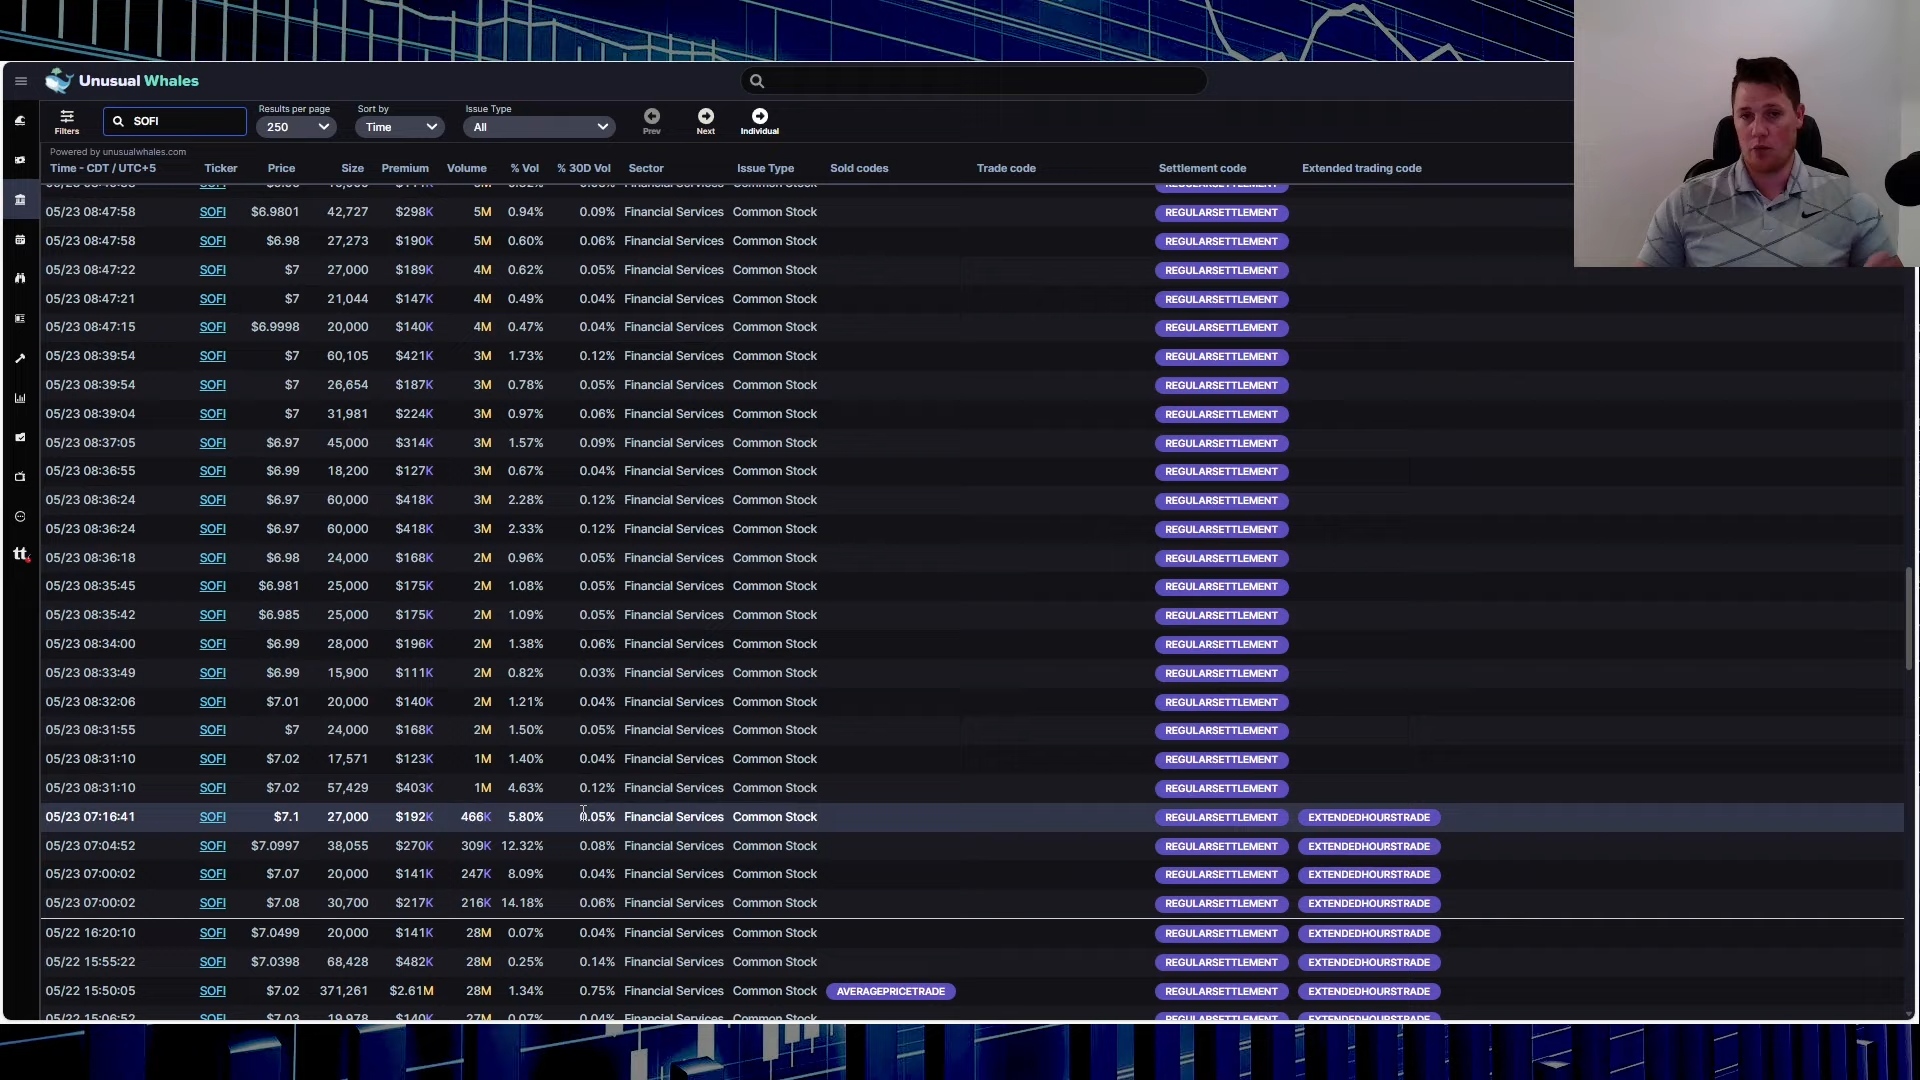 Unusual Whales
Filters
SOFI
Results per page
250
Sort by
Time
Issue Type
All
Prev
Next
Individual
Powered by unusualwhales.com
Time - CDT / UTC+5 Ticker Price Size Premium Volume % Vol % 30D Vol Sector Issue Type Sold codes Trade code Settlement code Extended trading code
05/23 08:47:58 SOFI $6.9801 42,727 $298K 5M 0.94% 0.09% Financial Services Common Stock REGULARSETTLEMENT
05/23 08:47:58 SOFI $6.98 27,273 $190K 5M 0.60% 0.06% Financial Services Common Stock REGULARSETTLEMENT
05/23 08:47:22 SOFI $7 27,000 $189K 4M 0.62% 0.05% Financial Services Common Stock REGULARSETTLEMENT
05/23 08:47:21 SOFI $7 21,044 $147K 4M 0.49% 0.04% Financial Services Common Stock REGULARSETTLEMENT
05/23 08:47:15 SOFI $6.9998 20,000 $140K 4M 0.47% 0.04% Financial Services Common Stock REGULARSETTLEMENT
05/23 08:39:54 SOFI $7 60,105 $421K 3M 1.73% 0.12% Financial Services Common Stock REGULARSETTLEMENT
05/23 08:39:54 SOFI $7 26,654 $187K 3M 0.78% 0.05% Financial Services Common Stock REGULARSETTLEMENT
05/23 08:39:04 SOFI $7 31,981 $224K 3M 0.97% 0.06% Financial Services Common Stock REGULARSETTLEMENT
05/23 08:37:05 SOFI $6.97 45,000 $314K 3M 1.57% 0.09% Financial Services Common Stock REGULARSETTLEMENT
05/23 08:36:55 SOFI $6.99 18,200 $127K 3M 0.67% 0.04% Financial Services Common Stock REGULARSETTLEMENT
05/23 08:36:24 SOFI $6.97 60,000 $418K 3M 2.28% 0.12% Financial Services Common Stock REGULARSETTLEMENT
05/23 08:36:24 SOFI $6.97 60,000 $418K 3M 2.33% 0.12% Financial Services Common Stock REGULARSETTLEMENT
05/23 08:36:18 SOFI $6.98 24,000 $168K 2M 0.96% 0.05% Financial Services Common Stock REGULARSETTLEMENT
05/23 08:35:45 SOFI $6.981 25,000 $175K 2M 1.08% 0.05% Financial Services Common Stock REGULARSETTLEMENT
05/23 08:35:42 SOFI $6.985 25,000 $175K 2M 1.09% 0.05% Financial Services Common Stock REGULARSETTLEMENT
05/23 08:34:00 SOFI $6.99 28,000 $196K 2M 1.38% 0.06% Financial Services Common Stock REGULARSETTLEMENT
05/23 08:33:49 SOFI $6.99 15,900 $111K 2M 0.82% 0.03% Financial Services Common Stock REGULARSETTLEMENT
05/23 08:32:06 SOFI $7.01 20,000 $140K 2M 1.21% 0.04% Financial Services Common Stock REGULARSETTLEMENT
05/23 08:31:55 SOFI $7 24,000 $168K 2M 1.50% 0.05% Financial Services Common Stock REGULARSETTLEMENT
05/23 08:31:10 SOFI $7.02 17,571 $123K 1M 1.40% 0.04% Financial Services Common Stock REGULARSETTLEMENT
05/23 08:31:10 SOFI $7.02 57,429 $403K 1M 4.63% 0.12% Financial Services Common Stock REGULARSETTLEMENT
05/23 07:16:41 SOFI $7.1 27,000 $192K 466K 5.80% 0.05% Financial Services Common Stock REGULARSETTLEMENT EXTENDEDHOURSTRADE
05/23 07:04:52 SOFI $7.0997 38,055 $270K 309K 12.32% 0.08% Financial Services Common Stock REGULARSETTLEMENT EXTENDEDHOURSTRADE
05/23 07:00:02 SOFI $7.07 20,000 $141K 247K 8.09% 0.04% Financial Services Common Stock REGULARSETTLEMENT EXTENDEDHOURSTRADE
05/23 07:00:02 SOFI $7.08 30,700 $217K 216K 14.18% 0.06% Financial Services Common Stock REGULARSETTLEMENT EXTENDEDHOURSTRADE
05/22 16:20:10 SOFI $7.0499 20,000 $141K 28M 0.07% 0.04% Financial Services Common Stock REGULARSETTLEMENT EXTENDEDHOURSTRADE
05/22 15:55:22 SOFI $7.0398 68,428 $482K 28M 0.25% 0.14% Financial Services Common Stock REGULARSETTLEMENT EXTENDEDHOURSTRADE
05/22 15:50:05 SOFI $7.02 371,261 $2.61M 28M 1.34% 0.75% Financial Services Common Stock AVERAGEPRICETRADE REGULARSETTLEMENT EXTENDEDHOURSTRADE
05/22 15:06:52 SOFI $7.03 19,978 $140K 27M 0.07% 0.04% Financial Services Common Stock REGULARSETTLEMENT EXTENDEDHOURSTRADE
tt